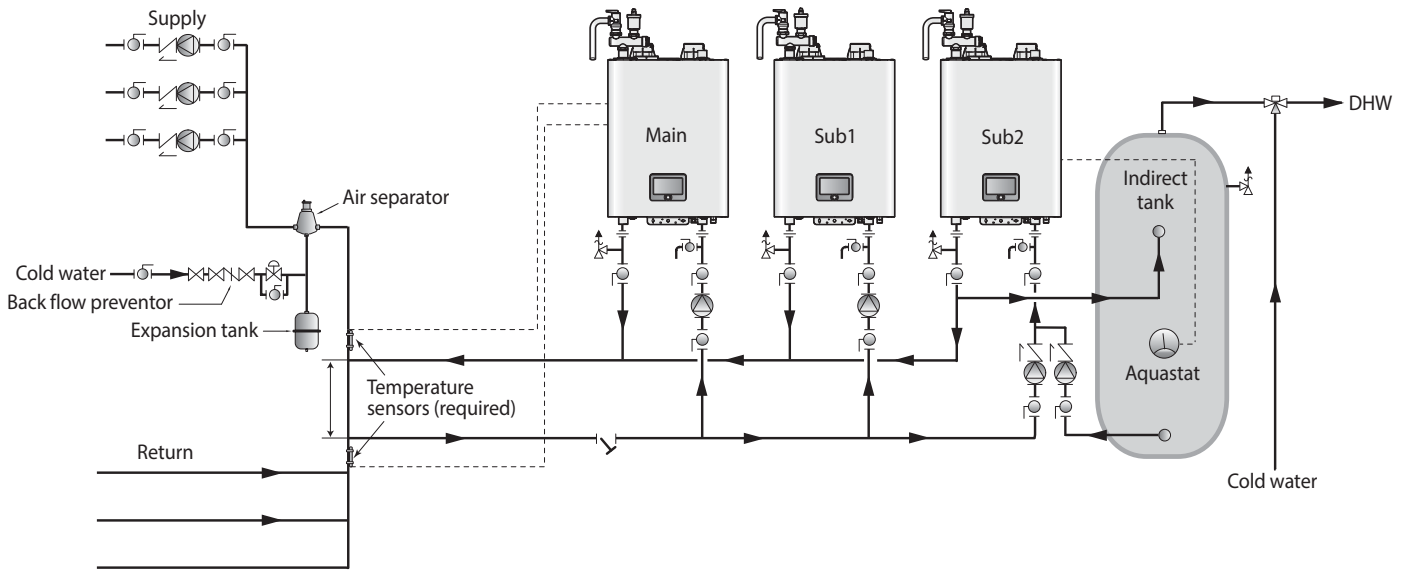 Supply
Main
Sub1
Sub2
DHW
Indirect
tank
Air separator
Cold water
Back flow preventor
Expansion tank
Temperature
sensors (required)
Aquastat
Return
Cold water